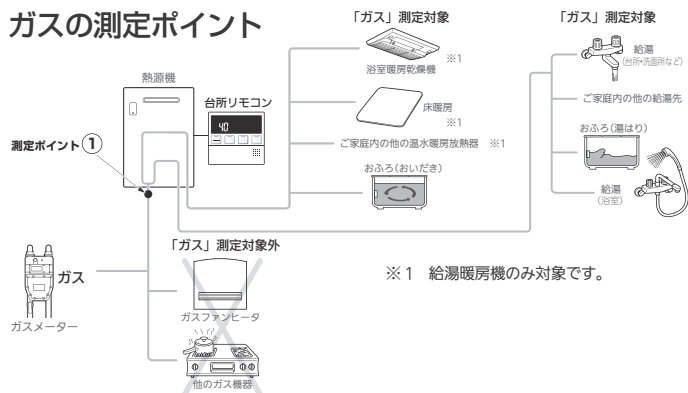 ガスの測定ポイント
「ガス」測定対象
「ガス」測定対象
熱源機
台所リモコン
40
測定ポイント①
浴室暖房乾燥機
※1
床暖房
※1
ご家庭内の他の温水暖房放熱器 ※1
おふろ(おいだき)
給湯
(台所・洗面所など)
ご家庭内の他の給湯先
おふろ(湯はり)
給湯
(浴室)
ガス
ガスメーター
「ガス」測定対象外
ガスファンヒータ
他のガス機器
※1 給湯暖房機のみ対象です。